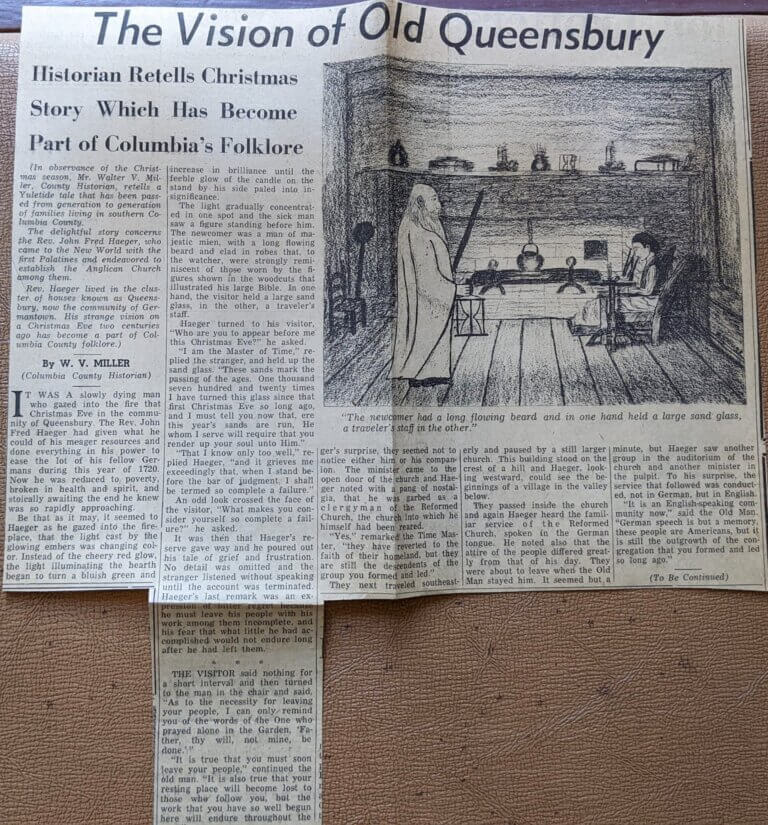 The Vision of Old Queensbury
Historian Retells Christmas
Story Which Has Become
Part of Columbia's Folklore
(In observance of the Christ-
mas season, Mr. Walter V. Mil-
ler, County Historian, retells a
Yuletide tale that has been pas-
sed from generation to generation
of families living in southern Co-
lumbia County.
The delightful story concerns
the Rev. John Fred Haeger, who
came to the New World with the
first Palatines and endeavored to
establish the Anglican Church
among them.
Rev. Haeger lived in the clus-
ter of houses known as Queens-
bury, now the community of Ger-
mantown. His strange vision on
a Christmas Eve two centuries
ago has become a part of Col-
umbia County folklore.)
By W. V. MILLER
(Columbia County Historian)
IT WAS A slowly dying man
who gazed into the fire that
Christmas Eve in the commu-
nity of Queensbury. The Rev. John
Fred Haeger had given what he
could of his meager resources and
done everything in his power to
ease the lot of his fellow Ger-
mans during this year of 1720.
Now he was reduced to poverty,
broken in health and spirit, and
stoically awaiting the end he knew
was so rapidly approaching.
Be that as it may, it seemed to
Haeger as he gazed into the fire-
place, that the light cast by the
glowing embers was changing col-
or. Instead of the cheery red glow,
the light illuminating the hearth
began to turn a bluish green and
increase in brilliance until the
feeble glow of the candle on the
stand by his side paled into in-
significance.
The light gradually concentrat-
ed in one spot and the sick man
saw a figure standing before him.
The newcomer was a man of ma-
jestic mien, with a long flowing
beard and clad in robes that, to
the watcher, were strongly remi-
niscent of those worn by the fi-
gures shown in the woodcuts that
illustrated his large Bible. In one
hand, the visitor held a large sand
glass, in the other, a traveler's
staff.
Haeger turned to his visitor,
"Who are you to appear before me
this Christmas Eve?" he asked.
"I am the Master of Time," re-
plied the stranger, and held up the
sand glass. "These sands mark the
passing of the ages. One thousand
seven hundred and twenty times
I have turned this glass since that
first Christmas Eve so long ago,
and I must tell you now that, ere
this year's sands are run, He
whom I serve will require that you
render up your soul unto Him."
"That I know only too well," re-
plied Haeger, "and it grieves me
exceedingly that, when I stand be-
fore the bar of judgment, I shall
be termed so complete a failure."
An odd look crossed the face of
the visitor, "What makes you con-
sider yourself so complete a fail-
ure?" he asked.
It was then that Haeger's re-
serve gave way and he poured out
his tale of grief and frustration.
No detail was omitted and the
stranger listened without speaking
until the account was terminated.
Haeger's last remark was an ex-
pression of bitter regret because
he must leave his people with his
work among them incomplete, and
his fear that what little he had ac-
complished would not endure long
after he had left them.
* * *
THE VISITOR said nothing for
a short interval and then turned
to the man in the chair and said,
"As to the necessity for leaving
your people, I can only remind
you of the words of the One who
prayed alone in the Garden, 'Fa-
ther, thy will, not mine, be
done.'"
"It is true that you must soon
leave your people," continued the
old man. "It is also true that your
resting place will become lost to
those who follow you, but the
work that you have so well begun
here will endure throughout the
"The newcomer had a long flowing beard and in one hand held a large sand glass,
a traveler's staff in the other."
ger's surprise, they seemed not to
notice either him or his compan-
ion. The minister came to the
open door of the church and Hae-
ger noted with a pang of nostal-
gia, that he was garbed as a
clergyman of the Reformed
Church, the church into which he
himself had been reared.
"Yes," remarked the Time Mas-
ter, "they have reverted to the
faith of their homeland, but they
are still the descendents of the
group you formed and led."
They next traveled southeast-
erly and paused by a still larger
church. This building stood on the
crest of a hill and Haeger, look-
ing westward, could see the be-
ginnings of a village in the valley
below.
They passed inside the church
and again Haeger heard the fami-
liar service of the Reformed
Church, spoken in the German
tongue. He noted also that the
attire of the people differed great-
ly from that of his day. They
were about to leave when the Old
Man stayed him. It seemed but a
minute, but Haeger saw another
group in the auditorium of the
church and another minister in
the pulpit. To his surprise, the
service that followed was conduct-
ed, not in German, but in English.
"It is an English-speaking com-
munity now," said the Old Man,
"German speech is but a memory,
these people are Americans, but it
is still the outgrowth of the con-
gregation that you formed and led
so long ago."
(To Be Continued)